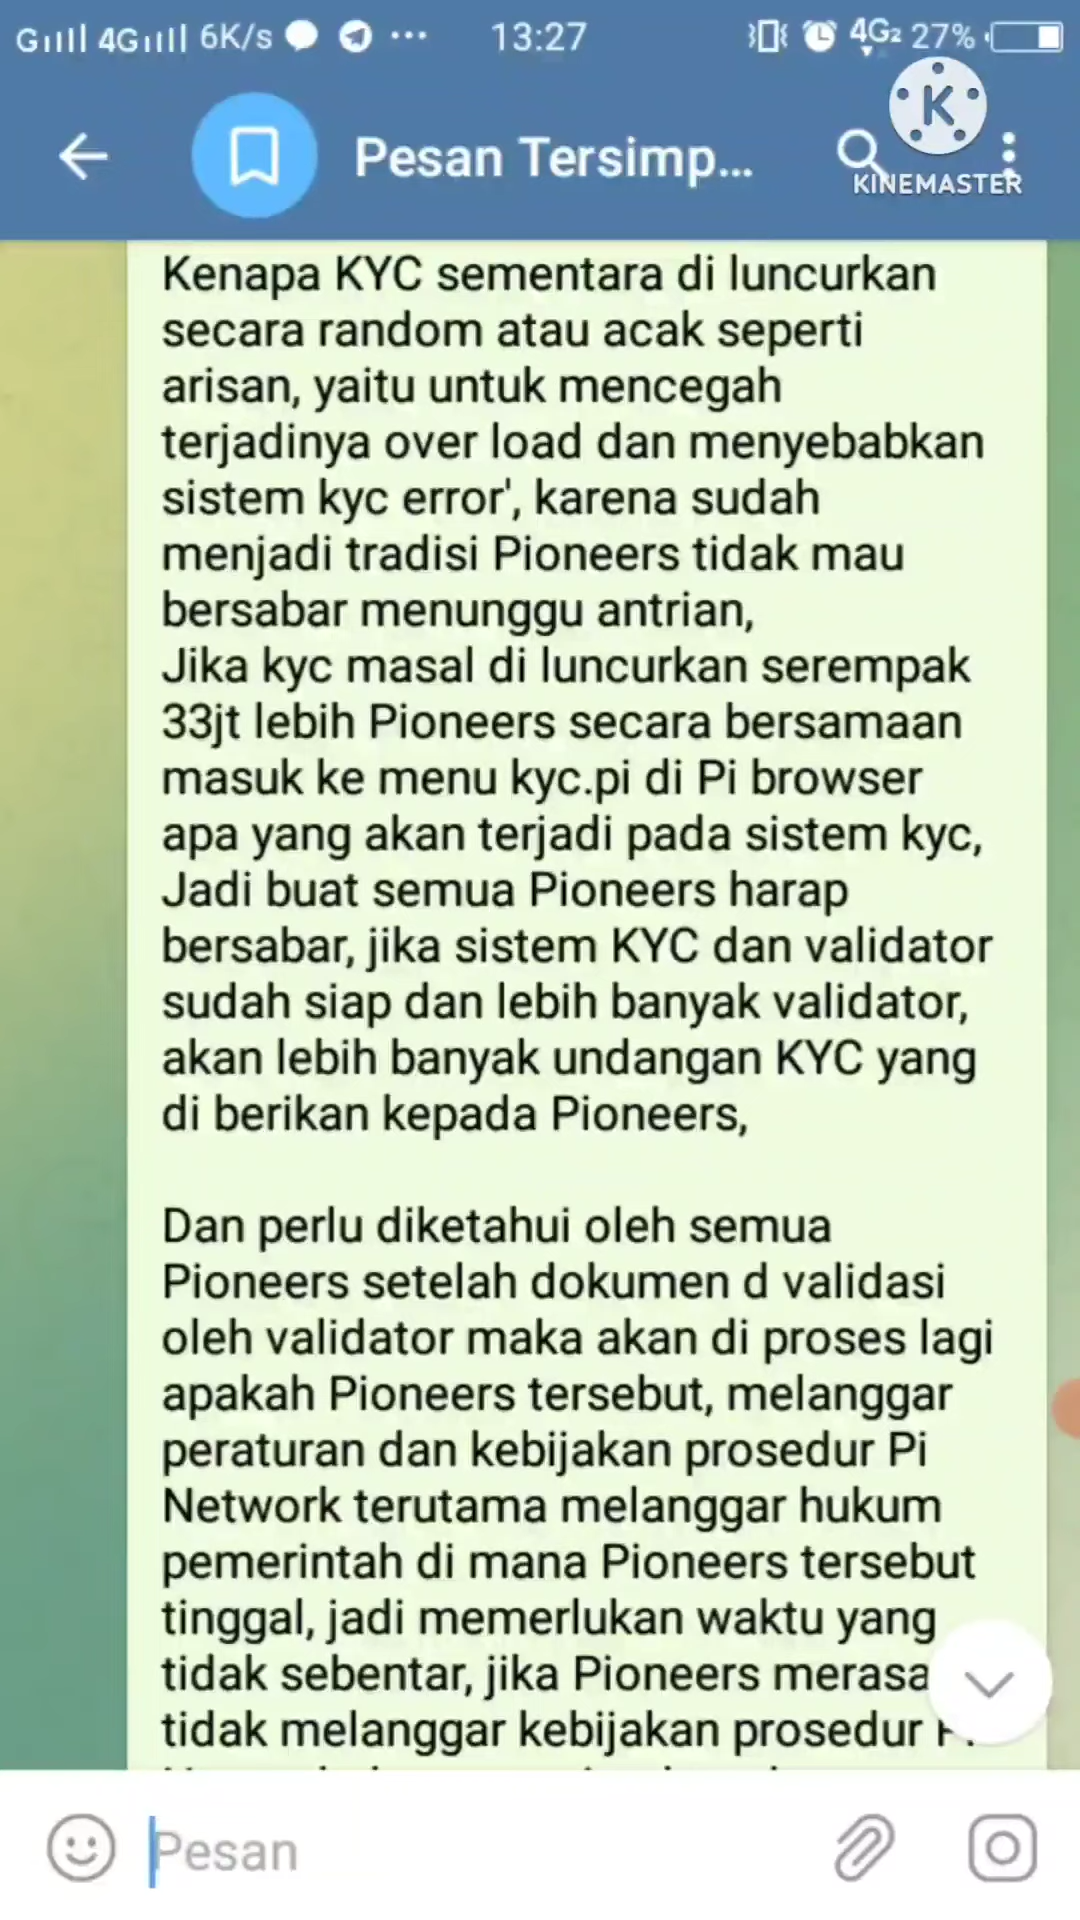 6K/s
13:27
4G2 27%
Pesan Tersimp...
K
KINEMASTER
Kenapa KYC sementara di luncurkan
secara random atau acak seperti
arisan, yaitu untuk mencegah
terjadinya over load dan menyebabkan
sistem kyc error', karena sudah
menjadi tradisi Pioneers tidak mau
bersabar menunggu antrian,
Jika kyc masal di luncurkan serempak
33jt lebih Pioneers secara bersamaan
masuk ke menu kyc.pi di Pi browser
apa yang akan terjadi pada sistem kyc,
Jadi buat semua Pioneers harap
bersabar, jika sistem KYC dan validator
sudah siap dan lebih banyak validator,
akan lebih banyak undangan KYC yang
di berikan kepada Pioneers,
Dan perlu diketahui oleh semua
Pioneers setelah dokumen d validasi
oleh validator maka akan di proses lagi
apakah Pioneers tersebut, melanggar
peraturan dan kebijakan prosedur Pi
Network terutama melanggar hukum
pemerintah di mana Pioneers tersebut
tinggal, jadi memerlukan waktu yang
tidak sebentar, jika Pioneers merasa
tidak melanggar kebijakan prosedur
Pesan